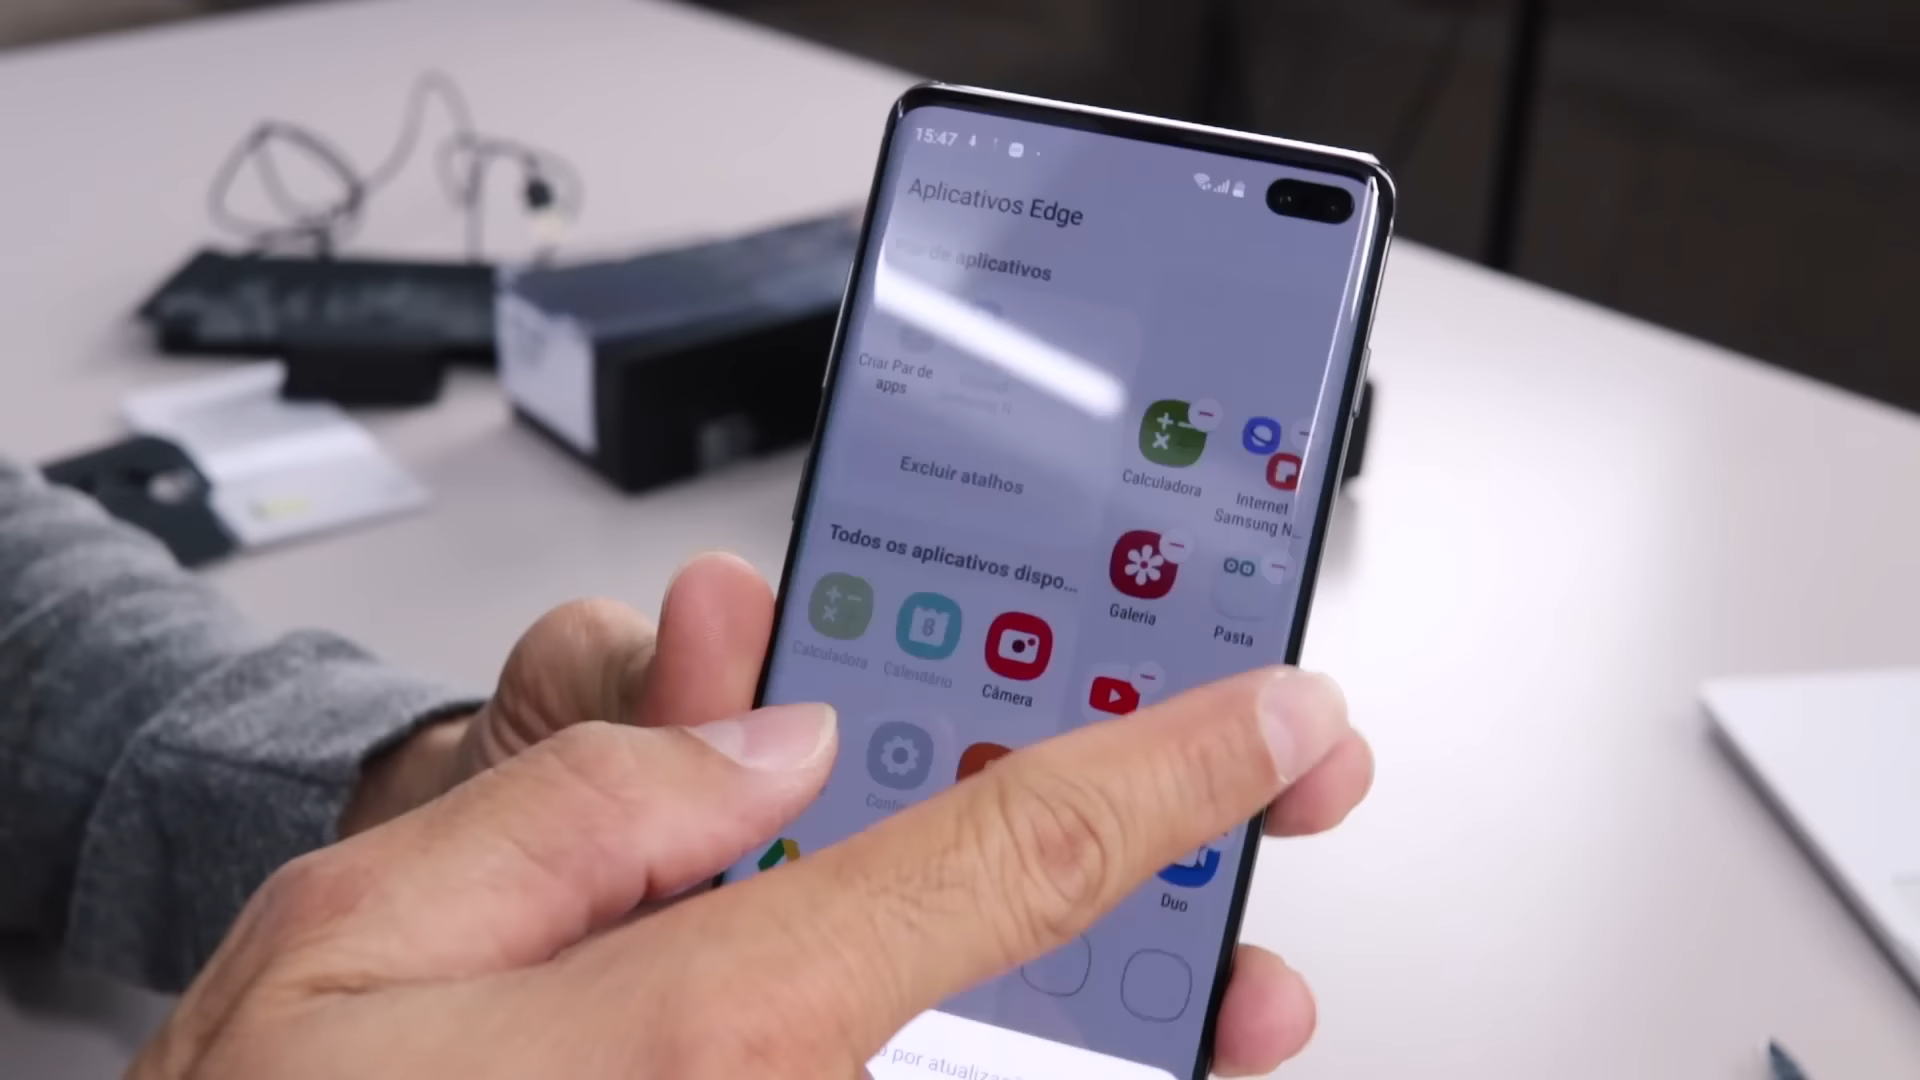 15:47
Aplicativos Edge
de aplicativos
Criar Par de
apps
Excluir atalhos
Calculadora
Internet
Samsung N...
Todos os aplicativos dispo...
Galeria
Pasta
Calculadora
Calendário
8
Câmera
Duo
por atualiza